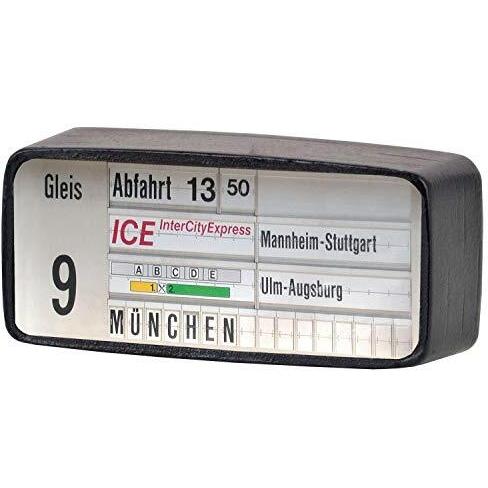 Gleis
9
Abfahrt 13 50
ICE InterCityExpress
Mannheim-Stuttgart
A B C D E
1. X 2
Ulm-Augsburg
MÜNCHEN